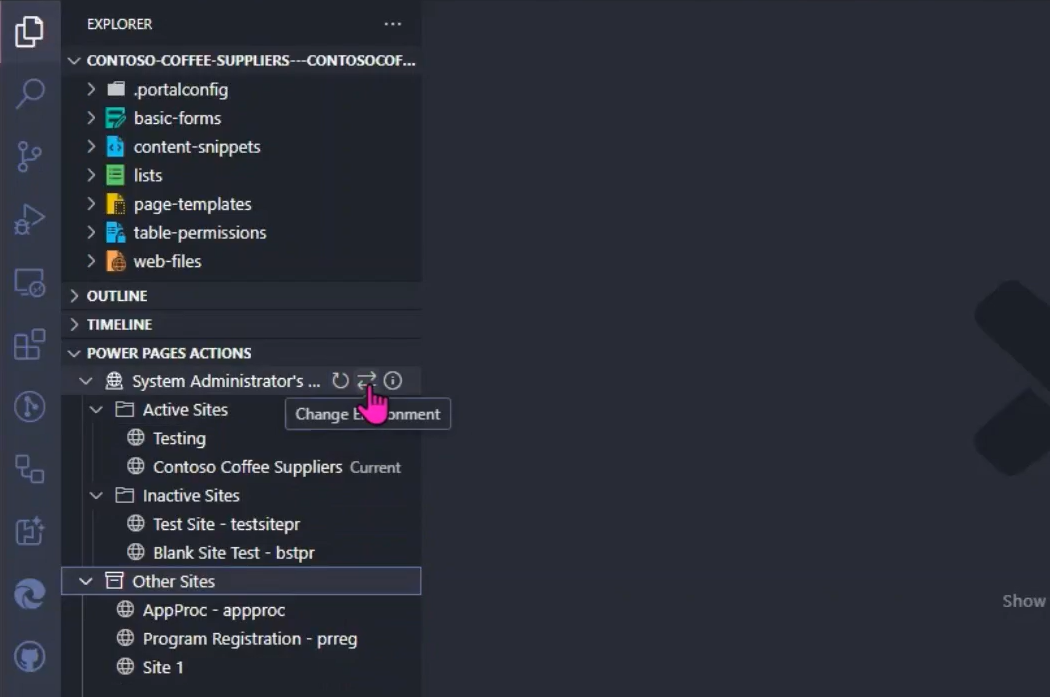 EXPLORER
CONTOSO-COFFEE-SUPPLIERS---CONTOSOCOF...
.portalconfig
basic-forms
content-snippets
lists
page-templates
table-permissions
web-files
OUTLINE
TIMELINE
POWER PAGES ACTIONS
System Administrator's ...
Active Sites
Change
Testing
Contoso Coffee Suppliers Current
Inactive Sites
Test Site - testsitepr
Blank Site Test - bstpr
Other Sites
AppProc - appproc
Show
Program Registration - prreg
Site 1